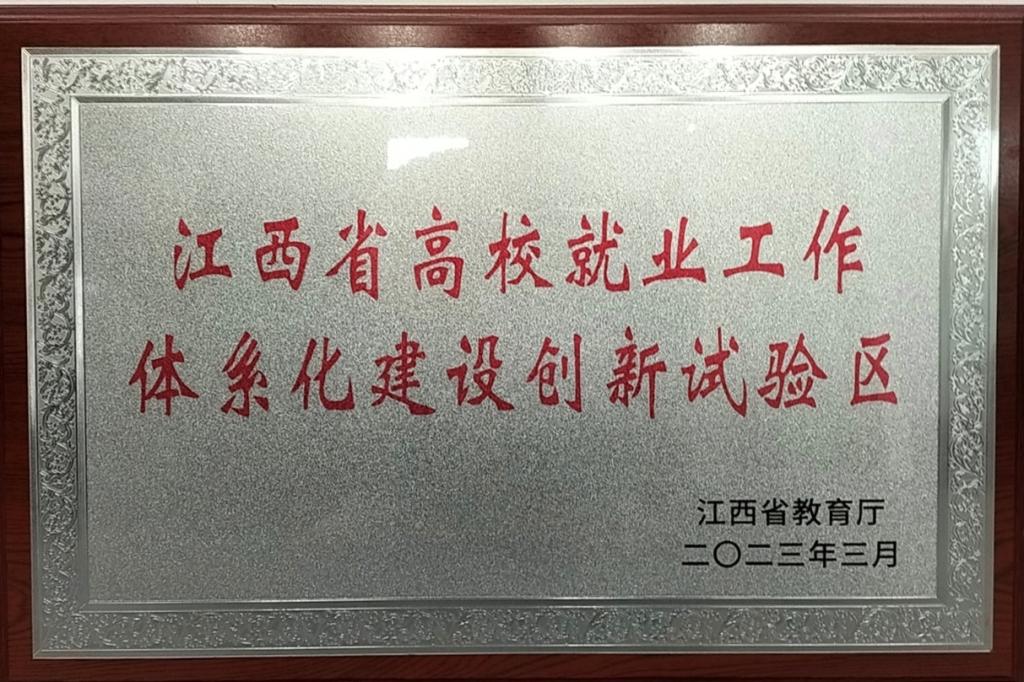 江西省高校就业工作
体系化建设创新试验区
江西省教育厅
二〇二三年三月